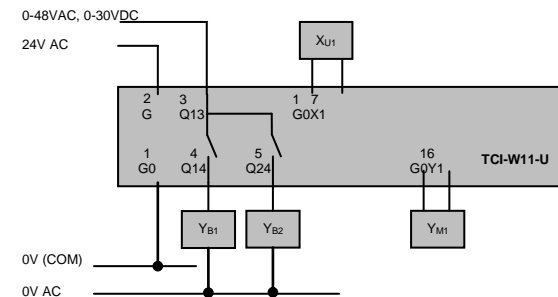 0-48VAC, 0-30VDC
24V AC
XU1
2 3 1 7
G Q13 G0X1
1 4 5 16
G0 Q14 Q24 G0Y1
TCI-W11-U
YB1 YB2 YM1
0V (COM)
0V AC